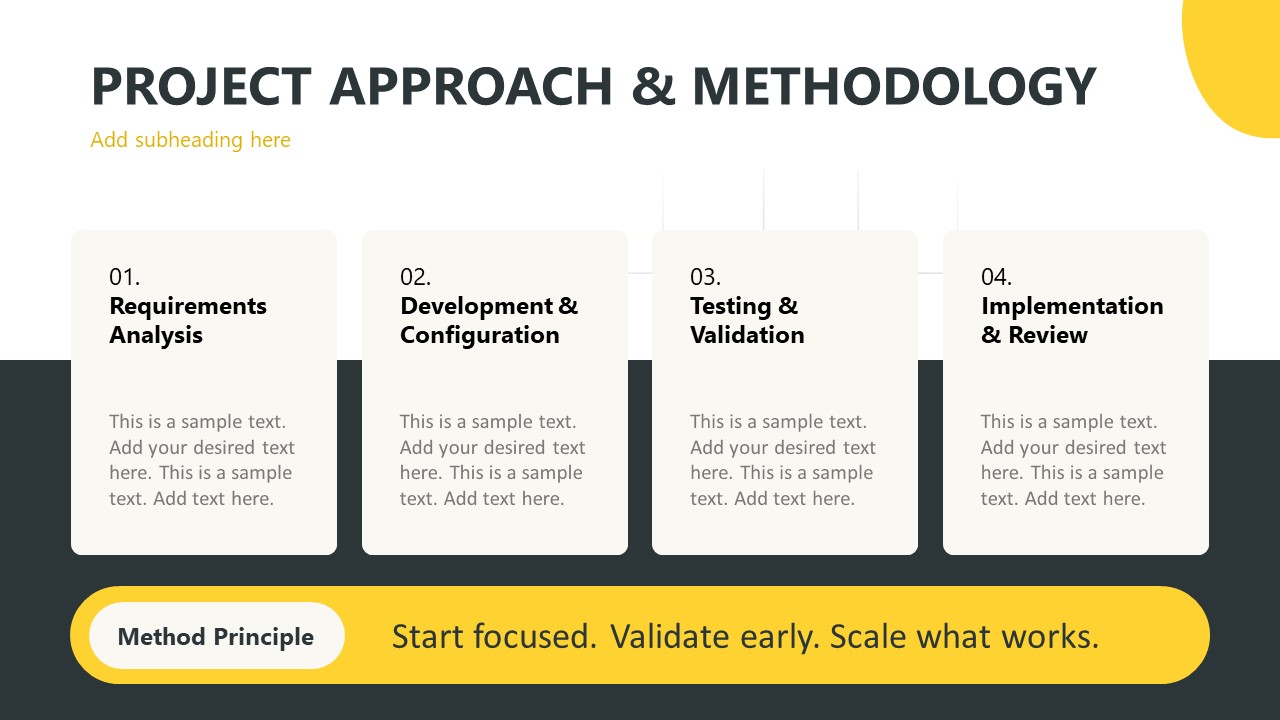 PROJECT APPROACH & METHODOLOGY
Add subheading here
01.
Requirements
Analysis
This is a sample text.
Add your desired text
here. This is a sample
text. Add text here.
02.
Development &
Configuration
This is a sample text.
Add your desired text
here. This is a sample
text. Add text here.
03.
Testing &
Validation
This is a sample text.
Add your desired text
here. This is a sample
text. Add text here.
04.
Implementation
& Review
This is a sample text.
Add your desired text
here. This is a sample
text. Add text here.
Method Principle
Start focused. Validate early. Scale what works.